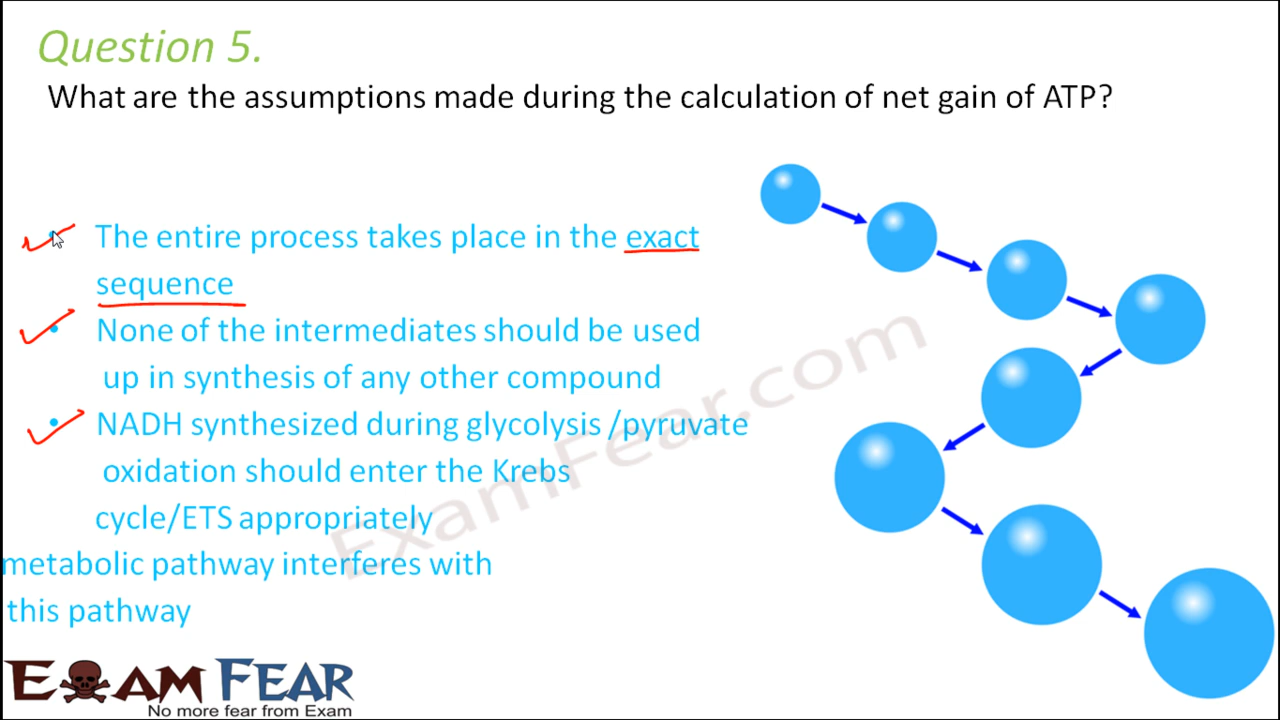 Question 5.
What are the assumptions made during the calculation of net gain of ATP?
• The entire process takes place in the exact
sequence
• None of the intermediates should be used
up in synthesis of any other compound
• NADH synthesized during glycolysis /pyruvate
oxidation should enter the Krebs
cycle/ETS appropriately
metabolic pathway interferes with
this pathway
ExamFear.com
EXAM FEAR
No more fear from Exam